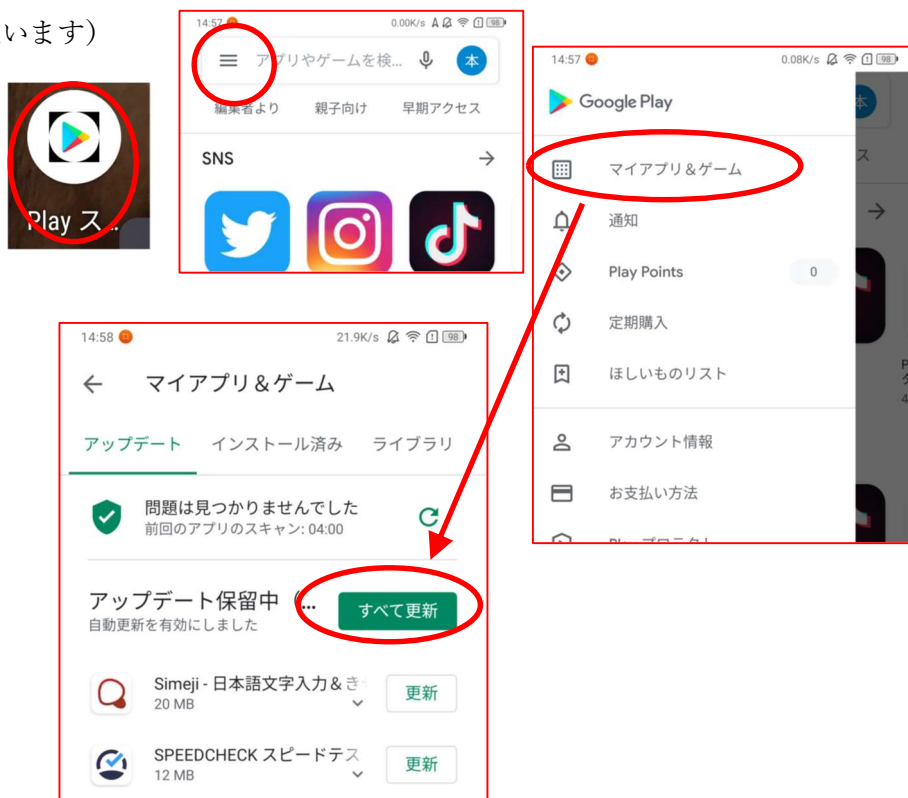 います）
Play ス...
14:57
0.00K/s
98
アプリやゲームを検...
本
編集者より 親子向け 早期アクセス
SNS
14:57
0.08K/s
98
Google Play
本
マイアプリ＆ゲーム
ス
通知
Play Points 0
定期購入
ほしいものリスト
アカウント情報
お支払い方法
14:58
21.9K/s
98
マイアプリ＆ゲーム
アップデート インストール済み ライブラリ
問題は見つかりませんでした
前回のアプリのスキャン: 04:00
アップデート保留中（... すべて更新
自動更新を有効にしました
Simeji - 日本語文字入力＆き 更新
20 MB
SPEEDCHECK スピードテス 更新
12 MB